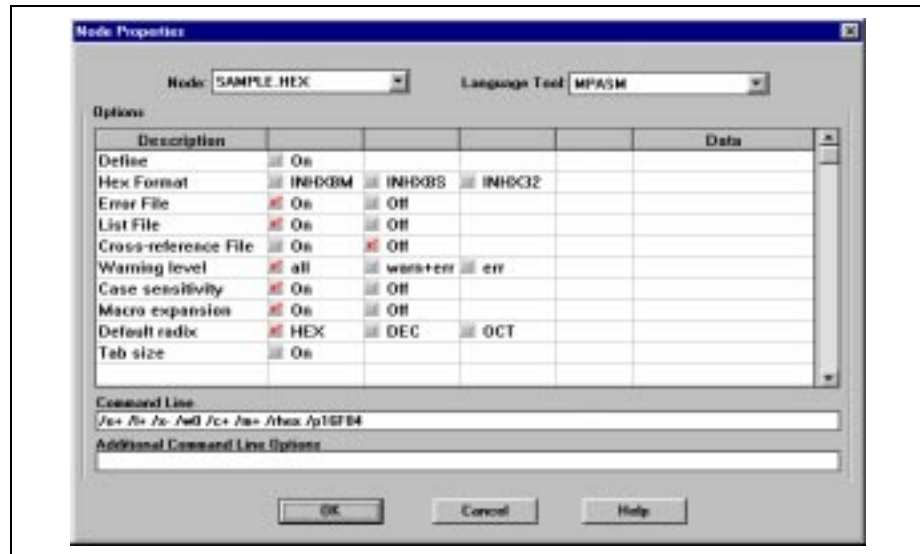 Node Properties
Node: SAMPLE.HEX Language Tool: MPASM
Options
Description Data
Define On
Hex Format INHX8M INHX8S INHX32
Error File On Off
List File On Off
Cross-reference File On Off
Warning level all warn+err err
Case sensitivity On Off
Macro expansion On Off
Default radix HEX DEC OCT
Tab size On
Command Line
/e+ /l+ /x- /w0 /c+ /m+ /rhex /p16F84
Additional Command Line Options
OK Cancel Help